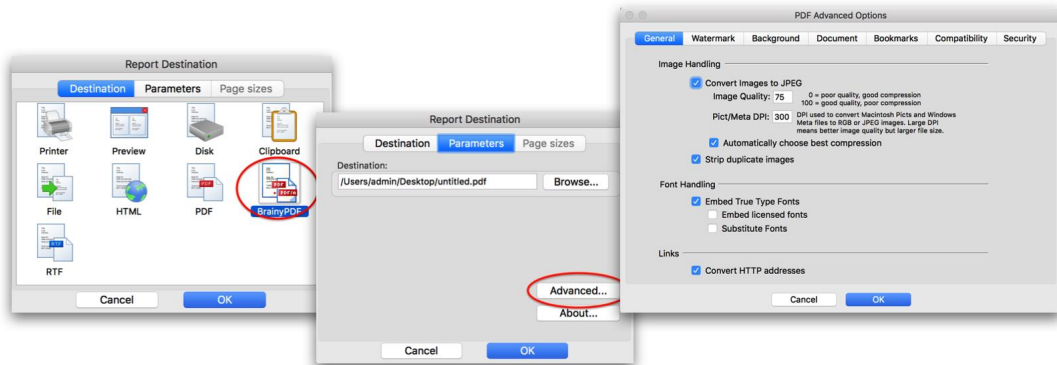 Report Destination
Destination Parameters Page sizes
Printer Preview Disk Clipboard
PDF PDF/A
File HTML PDF BrainyPDF
RTF
RTF
Cancel OK
Report Destination
Destination Parameters Page sizes
Destination:
/Users/admin/Desktop/untitled.pdf Browse...
Advanced...
About...
Cancel OK
PDF Advanced Options
General Watermark Background Document Bookmarks Compatibility Security
Image Handling
Convert Images to JPEG
Image Quality: 75 0 = poor quality, good compression
100 = good quality, poor compression
Pict/Meta DPI: 300 DPI used to convert Macintosh Picts and Windows
Meta files to RGB or JPEG images. Large DPI
means better image quality but larger file size.
Automatically choose best compression
Strip duplicate images
Font Handling
Embed True Type Fonts
Embed licensed fonts
Substitute Fonts
Links
Convert HTTP addresses
Cancel OK